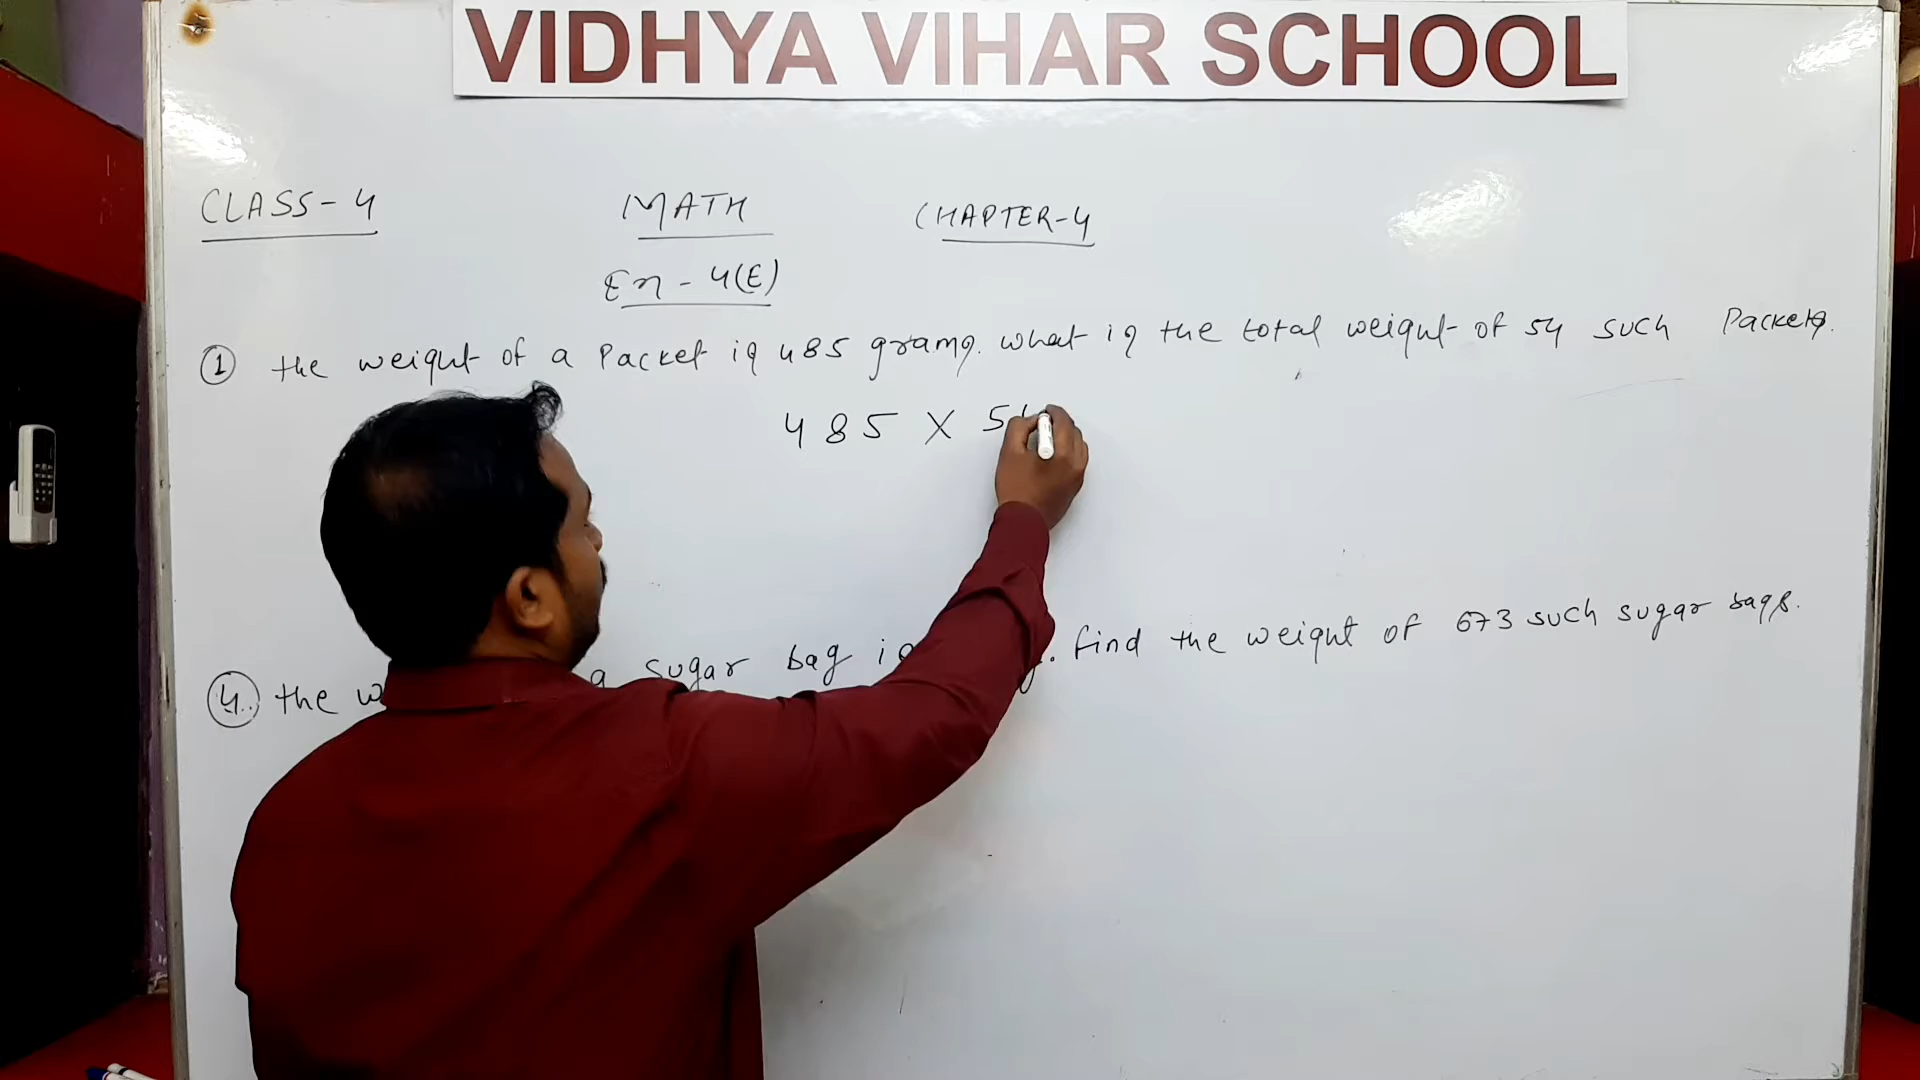 VIDHYA VIHAR SCHOOL
CLASS-4 MATH CHAPTER-4
Ex - 4(E)
① the weight of a Packet is 485 grams. what is the total weight of 54 such Packets.
485 X 54
④. the sugar bag is find the weight of 673 such sugar bags.